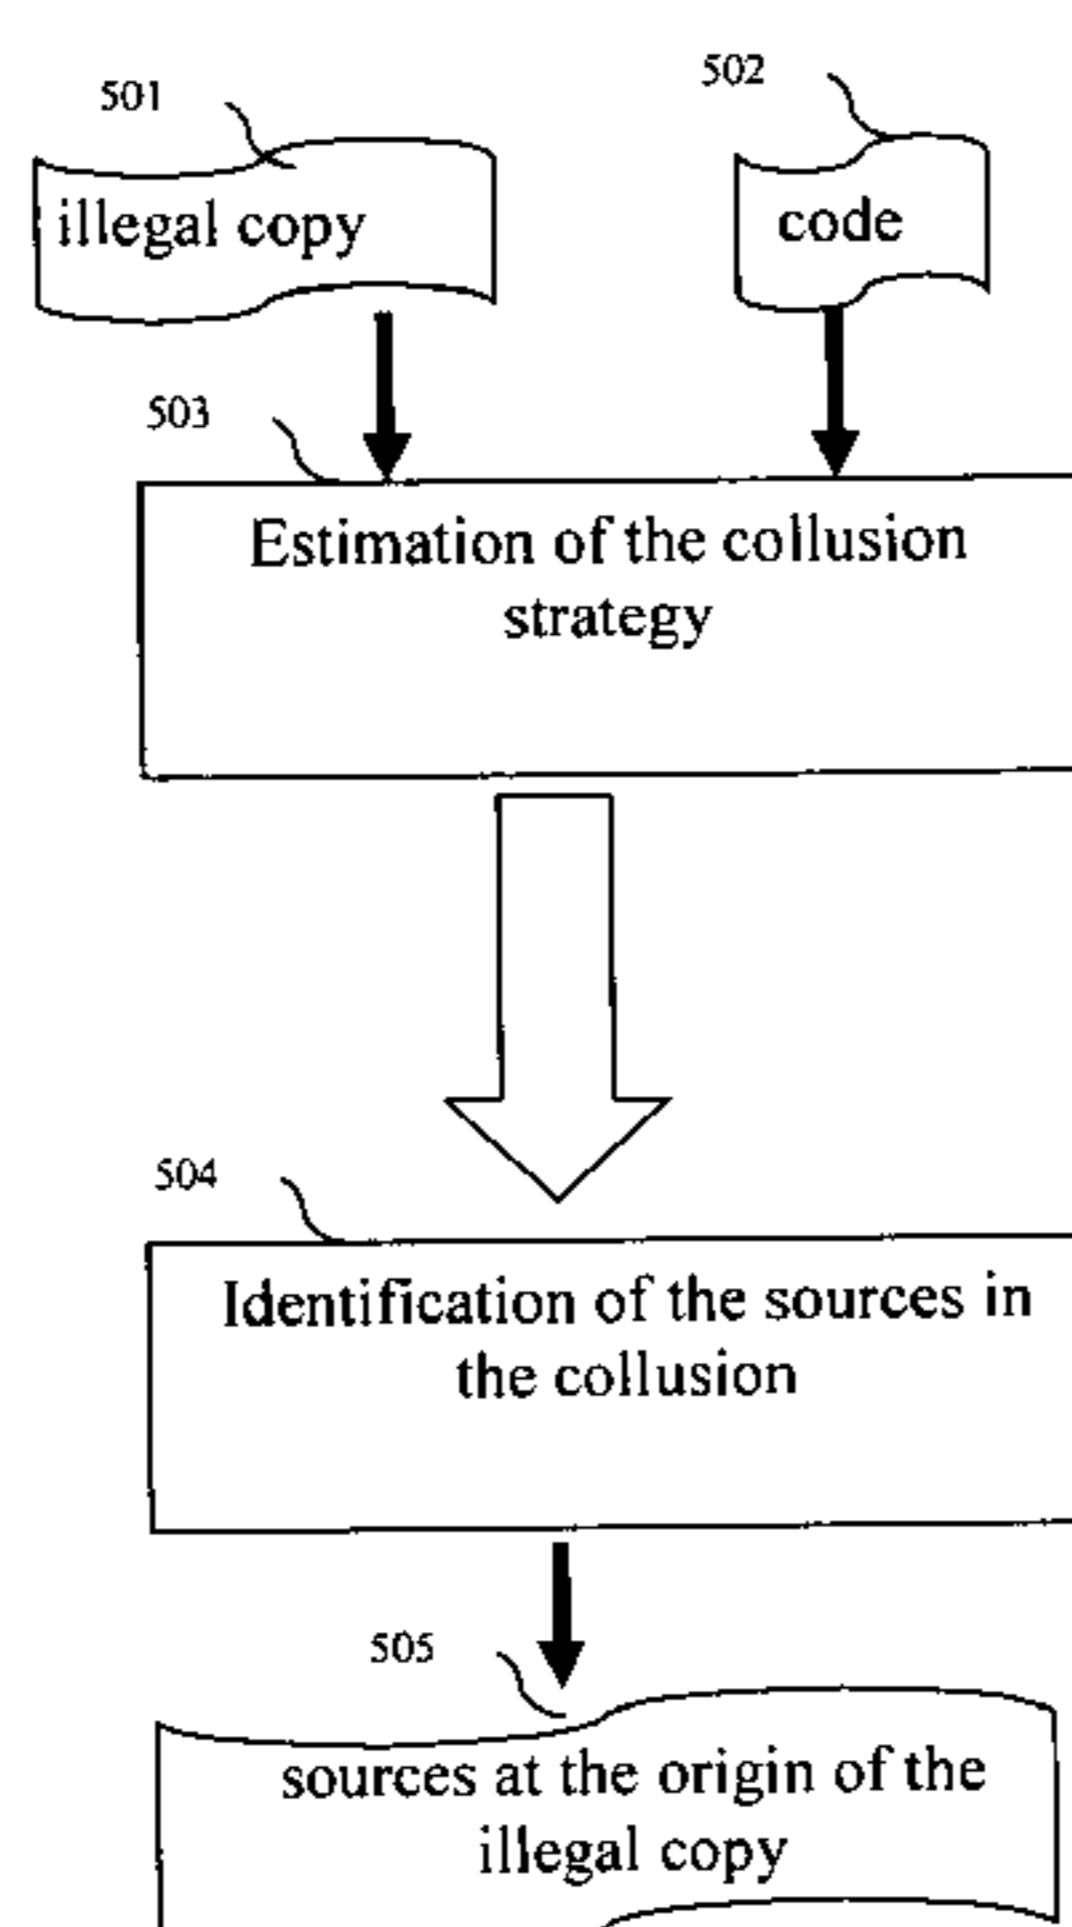 501
502
illegal copy
code
503
Estimation of the collusion
strategy
504
Identification of the sources in
the collusion
505
sources at the origin of the
illegal copy